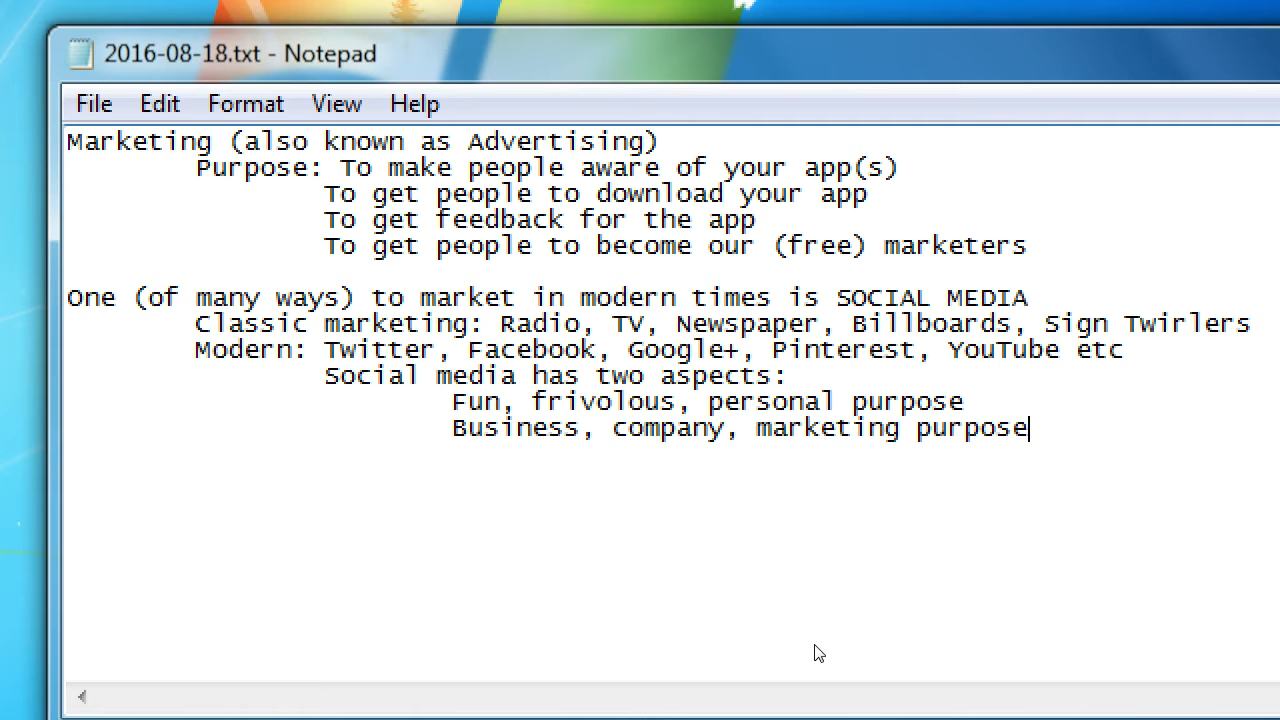 2016-08-18.txt - Notepad
File Edit Format View Help
Marketing (also known as Advertising)
Purpose: To make people aware of your app(s)
To get people to download your app
To get feedback for the app
To get people to become our (free) marketers
One (of many ways) to market in modern times is SOCIAL MEDIA
Classic marketing: Radio, TV, Newspaper, Billboards, Sign Twirlers
Modern: Twitter, Facebook, Google+, Pinterest, YouTube etc
Social media has two aspects:
Fun, frivolous, personal purpose
Business, company, marketing purpose